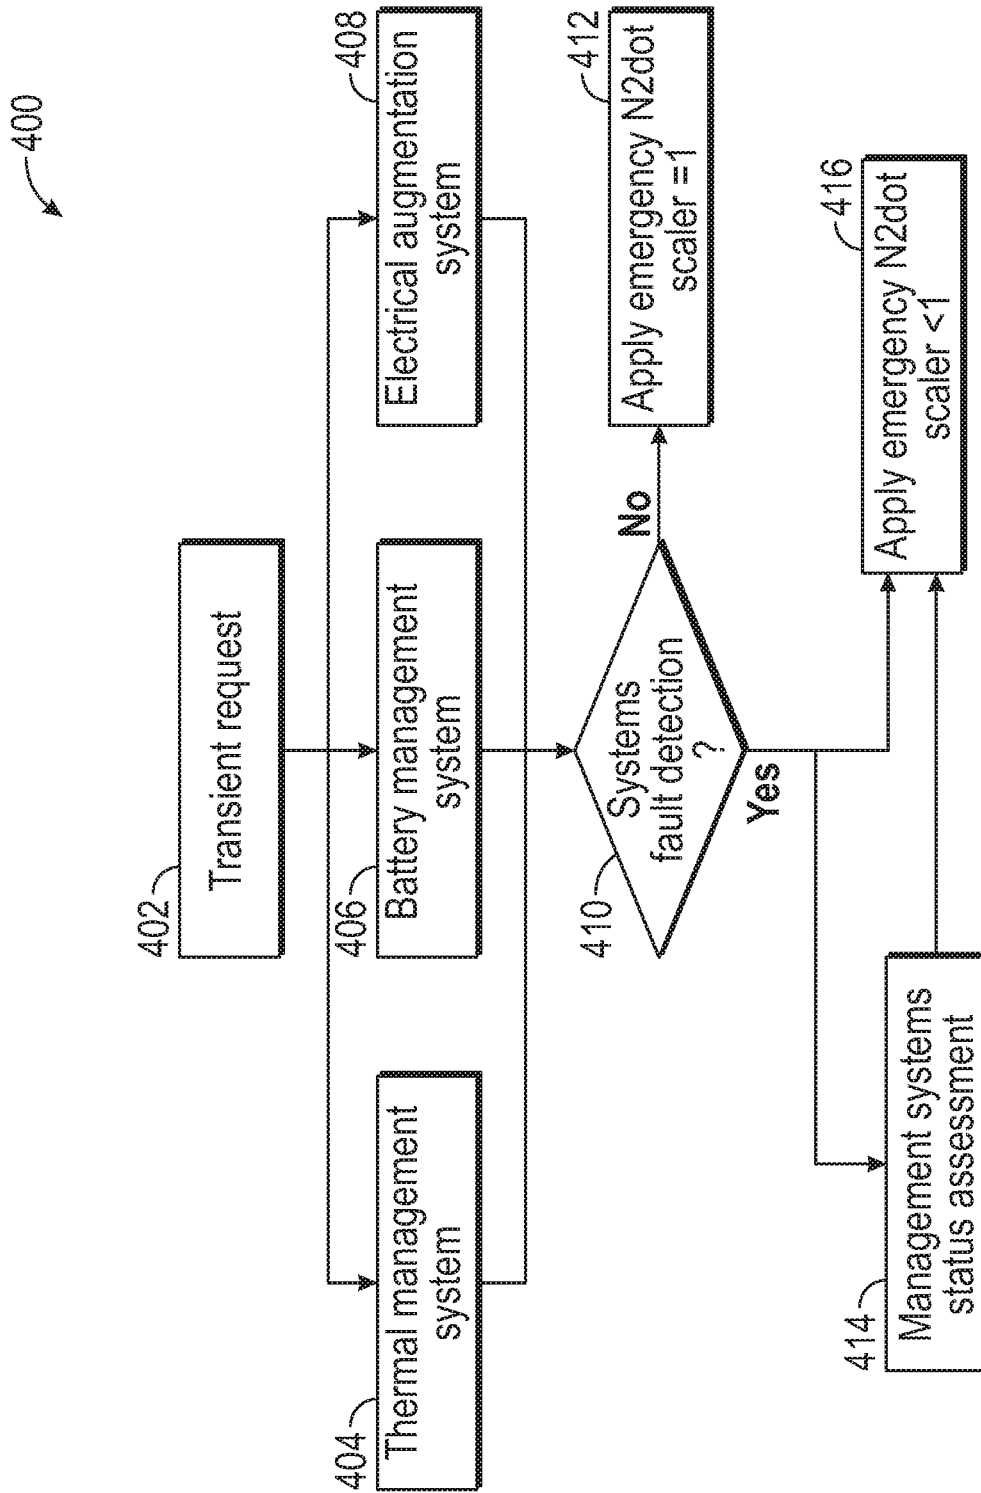 400
402
Transient request
404
Thermal management
system
406
Battery management
system
408
Electrical augmentation
system
410
Systems
fault detection
?
No
Yes
412
Apply emergency N2dot
scaler =1
414
Management systems
status assessment
416
Apply emergency N2dot
scaler <1